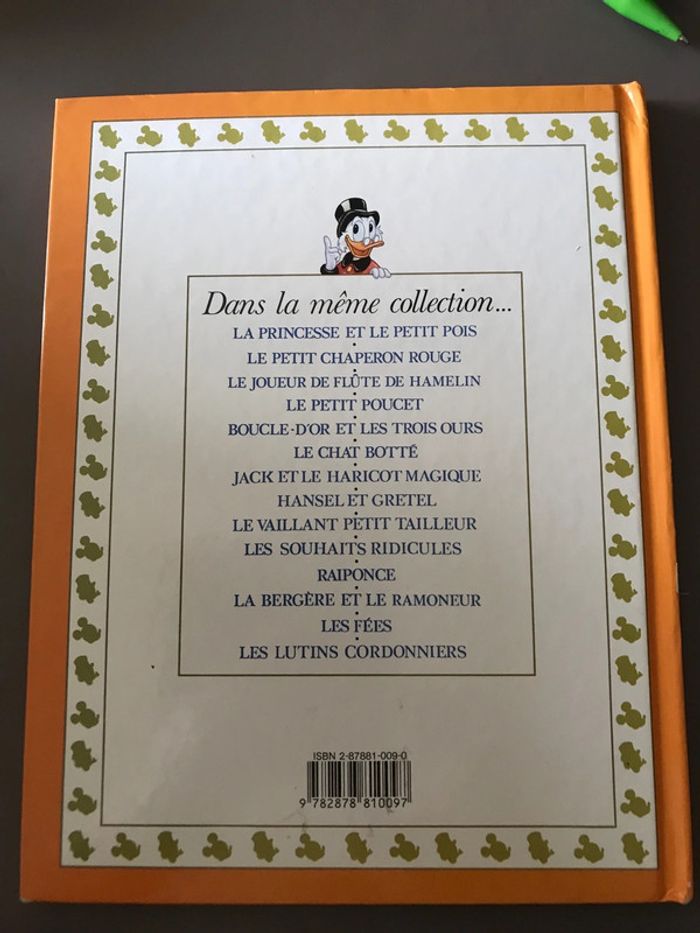 Dans la même collection...
LA PRINCESSE ET LE PETIT POIS
LE PETIT CHAPERON ROUGE
LE JOUEUR DE FLÛTE DE HAMELIN
LE PETIT POUCET
BOUCLE-D'OR ET LES TROIS OURS
LE CHAT BOTTÉ
JACK ET LE HARICOT MAGIQUE
HANSEL ET GRETEL
LE VAILLANT PETIT TAILLEUR
LES SOUHAITS RIDICULES
RAIPONCE
LA BERGÈRE ET LE RAMONEUR
LES FÉES
LES LUTINS CORDONNIERS
ISBN 2-87881-009-0
9 782878 810097